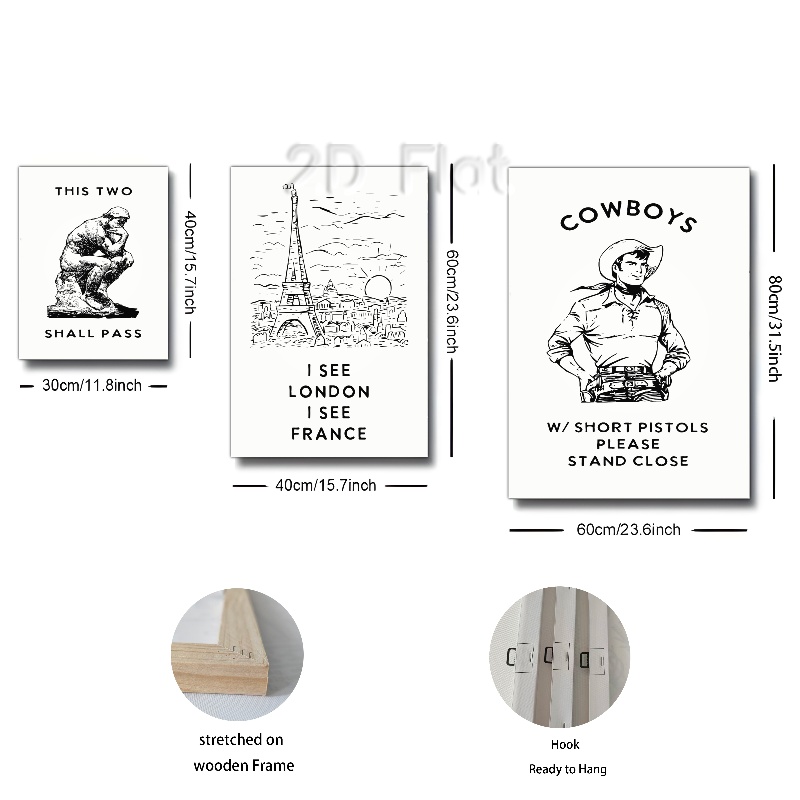 2D Flat
THIS TWO
SHALL PASS
40cm/15.7inch
30cm/11.8inch
I SEE
LONDON
I SEE
FRANCE
60cm/23.6inch
40cm/15.7inch
COWBOYS
W/ SHORT PISTOLS
PLEASE
STAND CLOSE
80cm/31.5inch
60cm/23.6inch
stretched on
wooden Frame
Hook
Ready to Hang